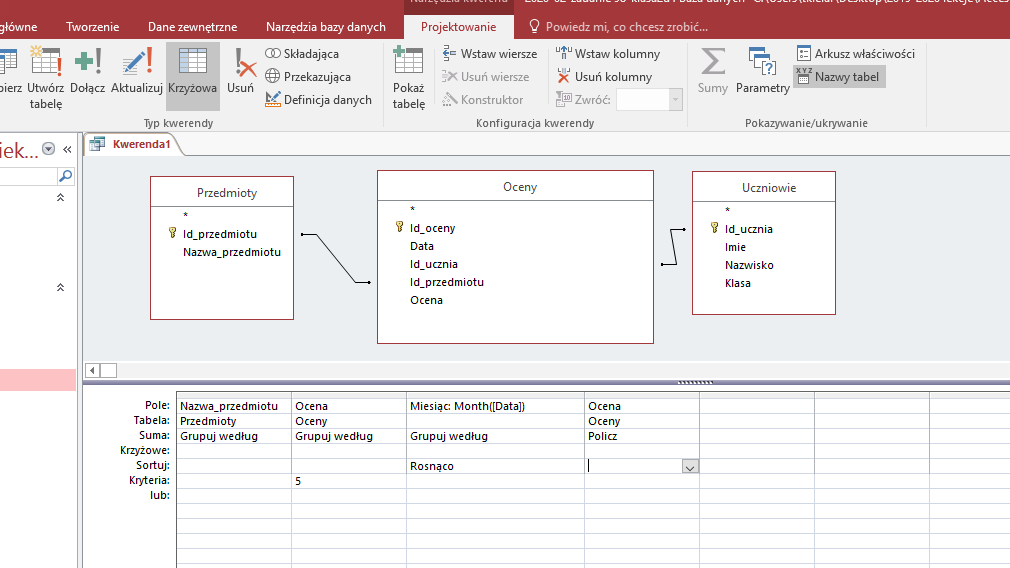 Narzędzia kwerend
główne Tworzenie Dane zewnętrzne Narzędzia bazy danych Projektowanie Powiedz mi, co chcesz zrobić...
bierz Utwórz tabelę Dołącz Aktualizuj Krzyżowa Usuń
Składająca
Przekazująca
Definicja danych
Typ kwerendy
Pokaż tabelę
Wstaw wiersze
Usuń wiersze
Konstruktor
Wstaw kolumny
Usuń kolumny
Zwróć:
Konfiguracja kwerendy
Sumy Parametry
Arkusz właściwości
XYZ Nazwy tabel
Pokazywanie/ukrywanie
iek... «
Kwerenda1
Przedmioty
*
Id_przedmiotu
Nazwa_przedmiotu
Oceny
*
Id_oceny
Data
Id_ucznia
Id_przedmiotu
Ocena
Uczniowie
*
Id_ucznia
Imie
Nazwisko
Klasa
Pole: Nazwa_przedmiotu Ocena Miesiąc: Month([Data]) Ocena
Tabela: Przedmioty Oceny Oceny
Suma: Grupuj według Grupuj według Grupuj według Policz
Krzyżowe:
Sortuj: Rosnąco
Kryteria: 5
lub: